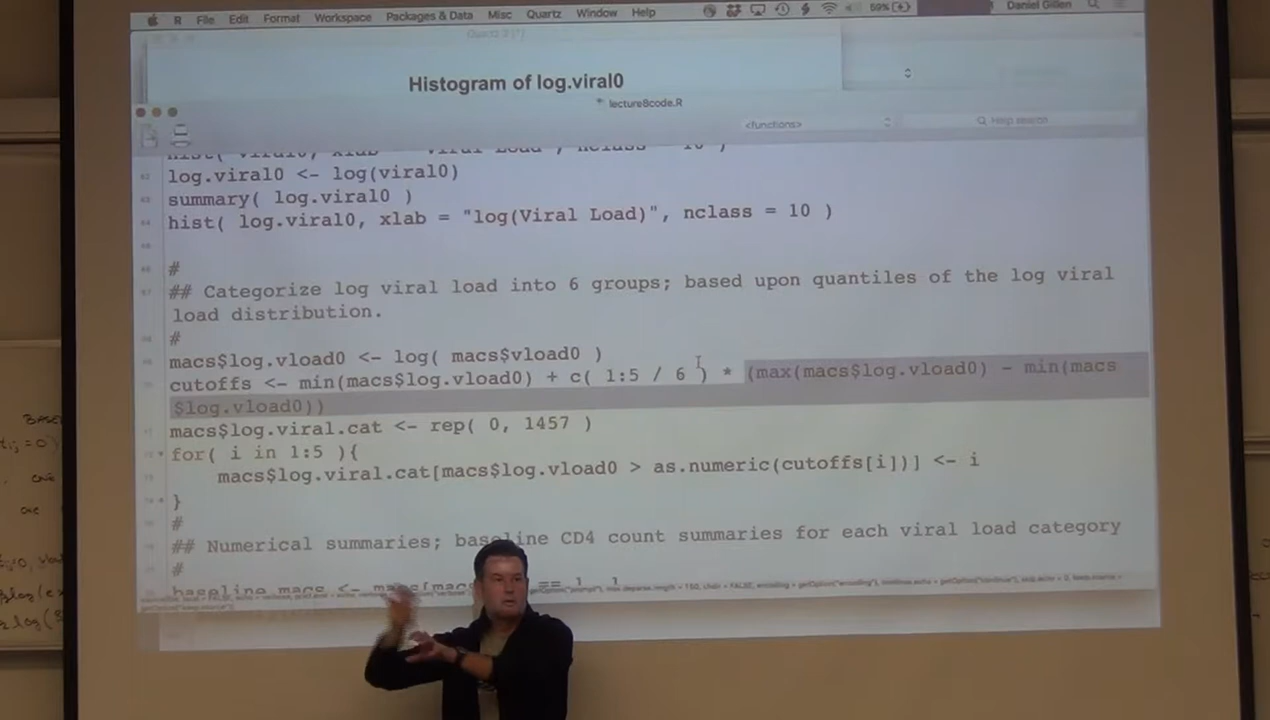 R File Edit Format Workspace Packages & Data Misc Quartz Window Help 59% Daniel Gillen
Histogram of log.viral0
lecture8code.R
<functions> Help search
log.viral0 <- log(viral0)
summary( log.viral0 )
hist( log.viral0, xlab = "log(Viral Load)", nclass = 10 )
#
## Categorize log viral load into 6 groups; based upon quantiles of the log viral
load distribution.
#
macs$log.vload0 <- log( macs$vload0 )
cutoffs <- min(macs$log.vload0) + c( 1:5 / 6 ) * (max(macs$log.vload0) - min(macs
$log.vload0))
macs$log.viral.cat <- rep( 0, 1457 )
for( i in 1:5 ){
macs$log.viral.cat[macs$log.vload0 > as.numeric(cutoffs[i])] <- i
}
#
## Numerical summaries; baseline CD4 count summaries for each viral load category
#